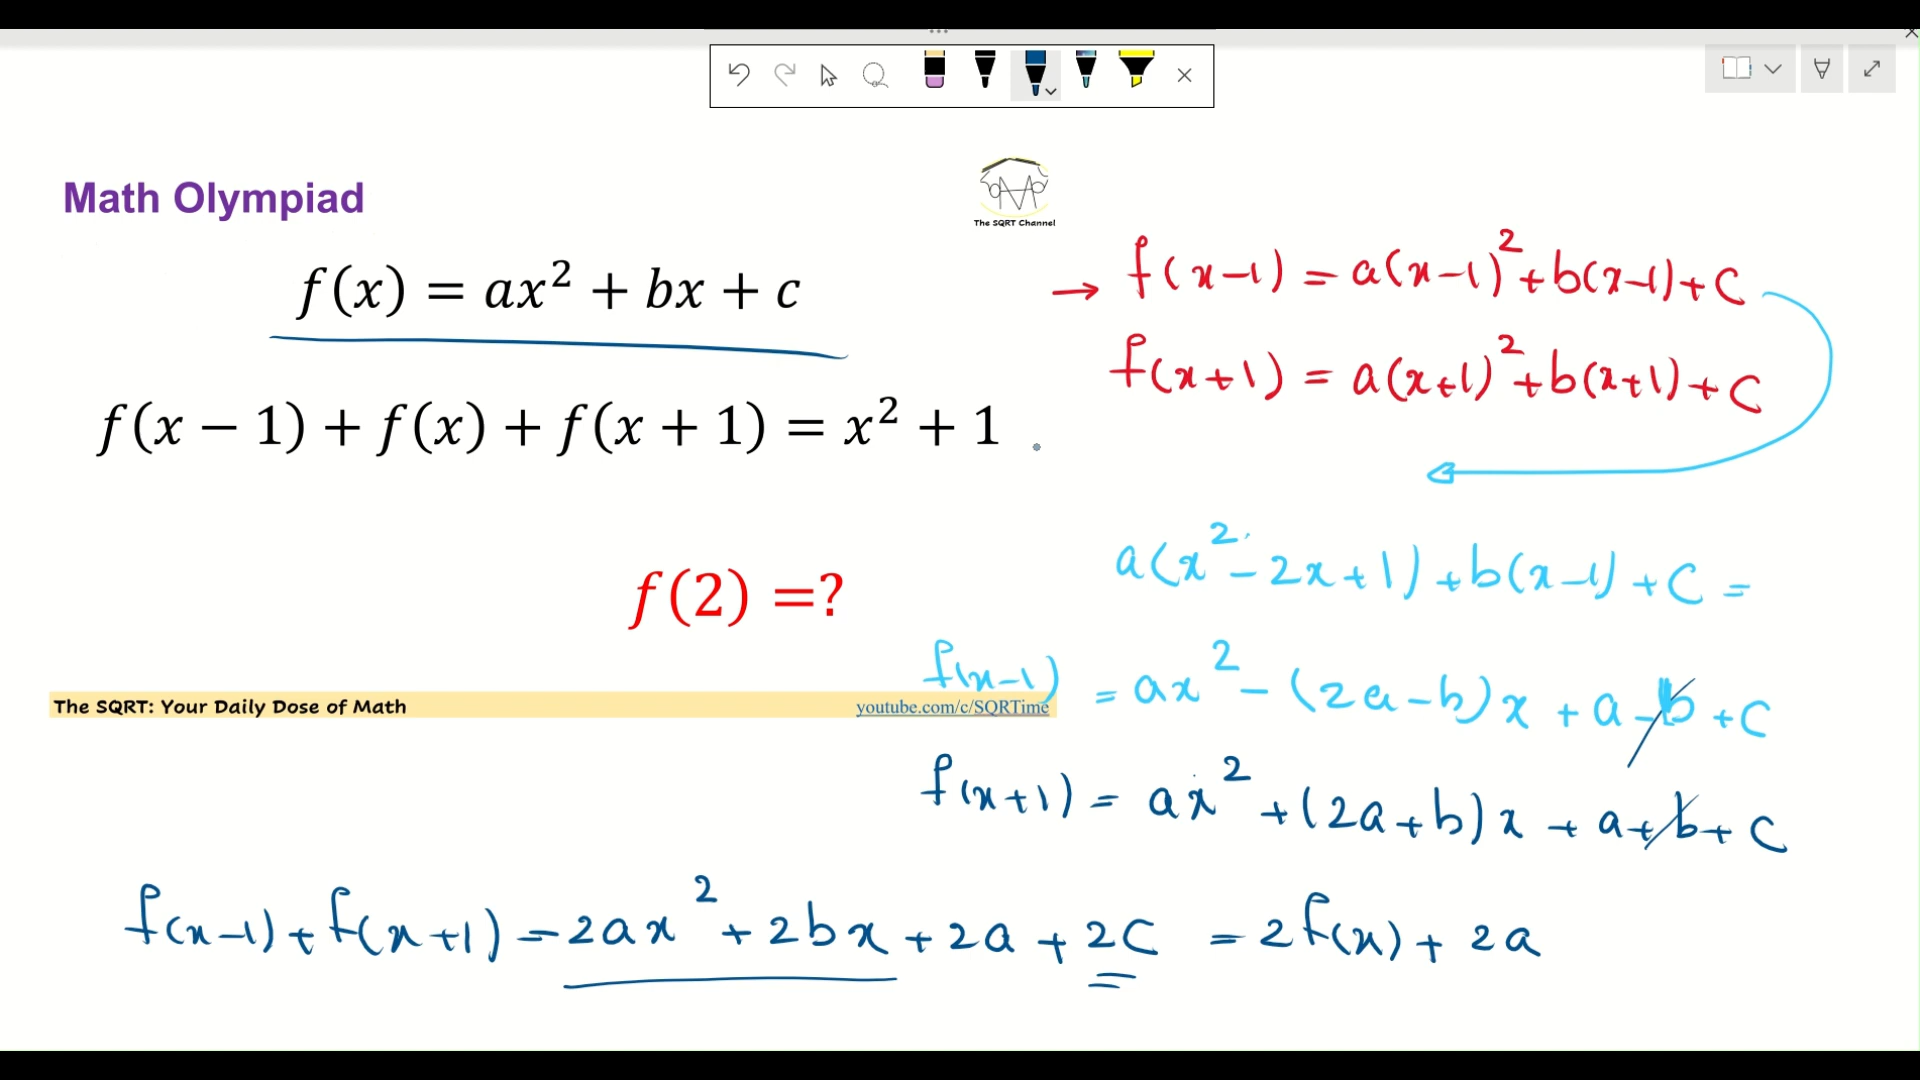 Math Olympiad
The SQRT Channel
f(x) = ax² + bx + c
→ f(x-1) = a(x-1)²+b(x-1)+c
f(x+1) = a(x+1)²+b(x+1)+c
f(x − 1) + f(x) + f(x + 1) = x² + 1
f(2) =?
a(x²-2x+1)+b(x-1)+c =
f(x-1) = ax²-(2a-b)x+a-b+c
The SQRT: Your Daily Dose of Math
youtube.com/c/SQRTime
f(x+1) = ax²+(2a+b)x+a+b+c
f(x-1)+f(x+1)=2ax²+2bx+2a+2c = 2f(x)+2a